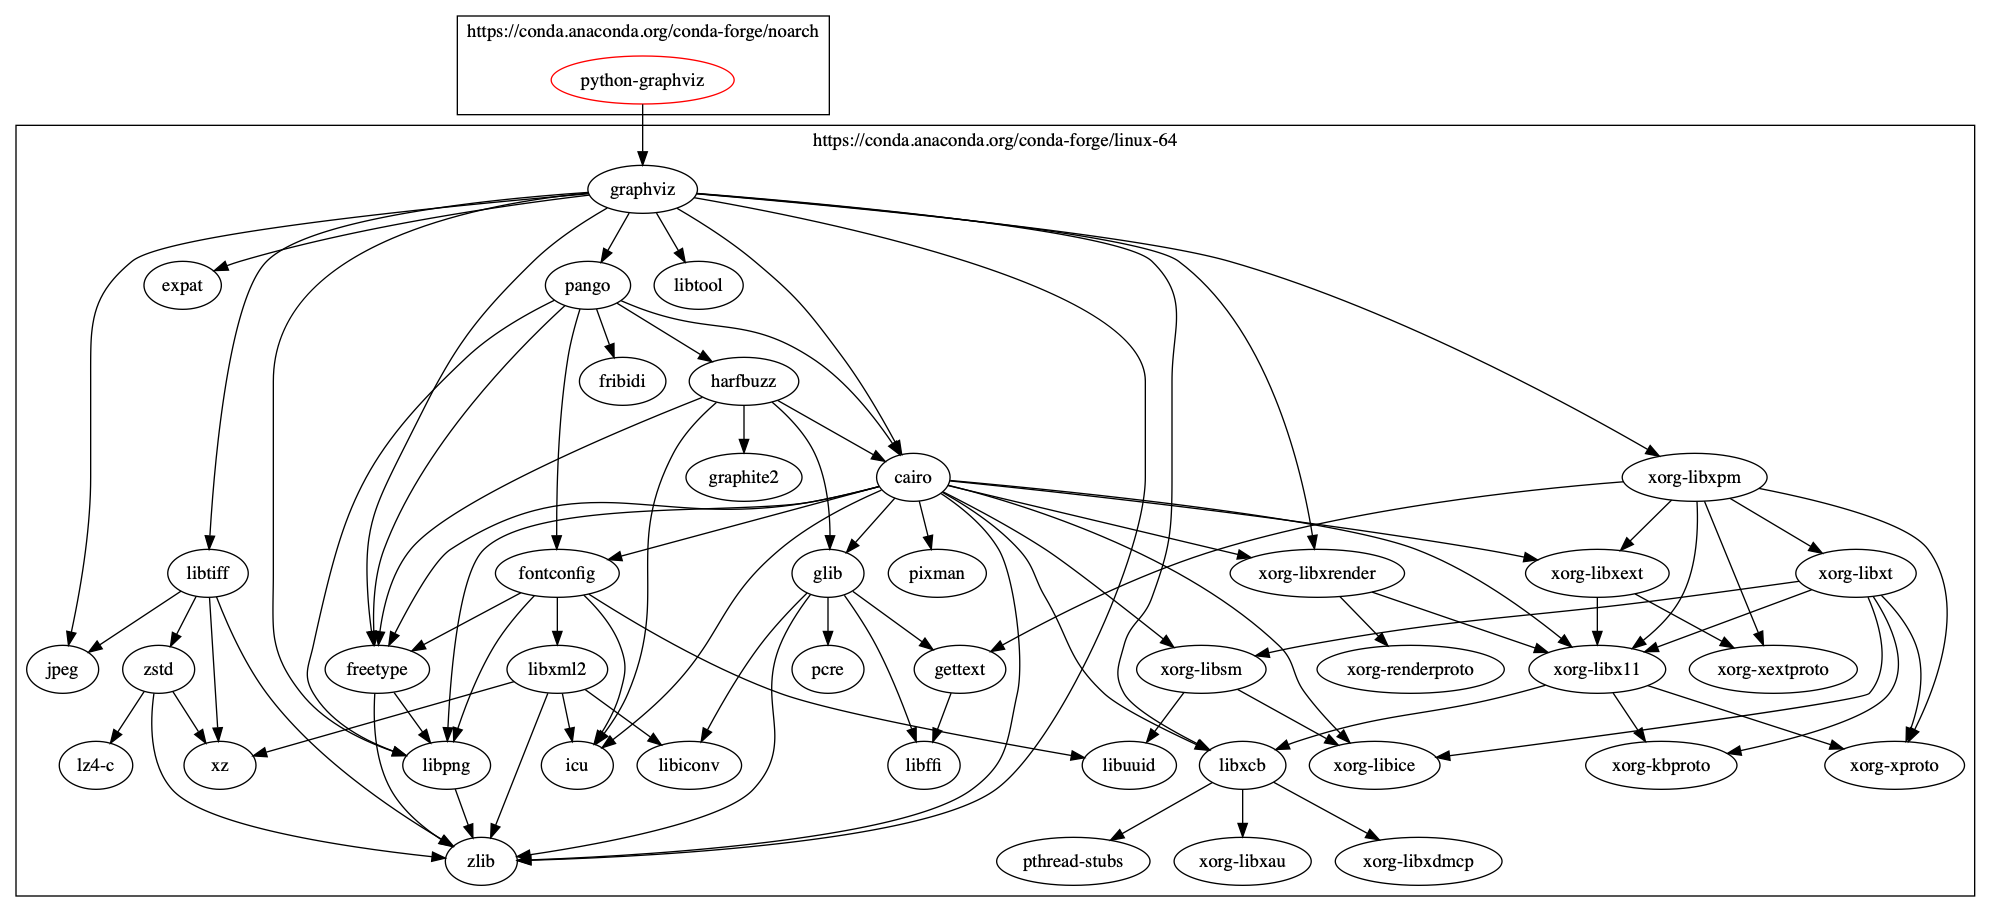 https://conda.anaconda.org/conda-forge/noarch
python-graphviz
https://conda.anaconda.org/conda-forge/linux-64
graphviz
expat
pango
libtool
fribidi
harfbuzz
graphite2
cairo
xorg-libxpm
libtiff
fontconfig
glib
pixman
xorg-libxrender
xorg-libxext
xorg-libxt
jpeg
zstd
freetype
libxml2
pcre
gettext
xorg-libsm
xorg-renderproto
xorg-libx11
xorg-xextproto
lz4-c
xz
libpng
icu
libiconv
libffi
libuuid
libxcb
xorg-libice
xorg-kbproto
xorg-xproto
zlib
pthread-stubs
xorg-libxau
xorg-libxdmcp